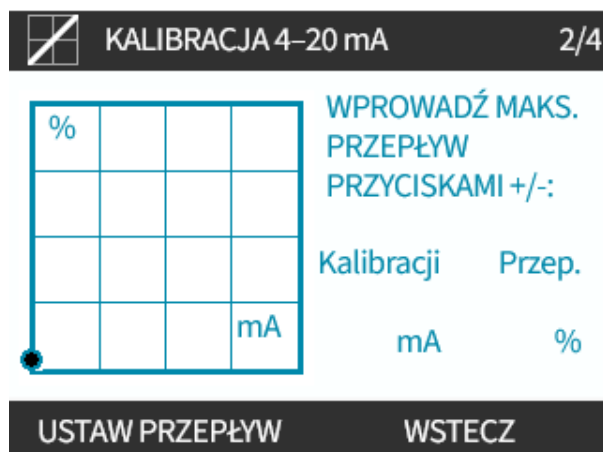 KALIBRACJA 4–20 mA 2/4
%
mA
WPROWADŹ MAKS.
PRZEPŁYW
PRZYCISKAMI +/-:
Kalibracji Przep.
mA %
USTAW PRZEPŁYW WSTECZ